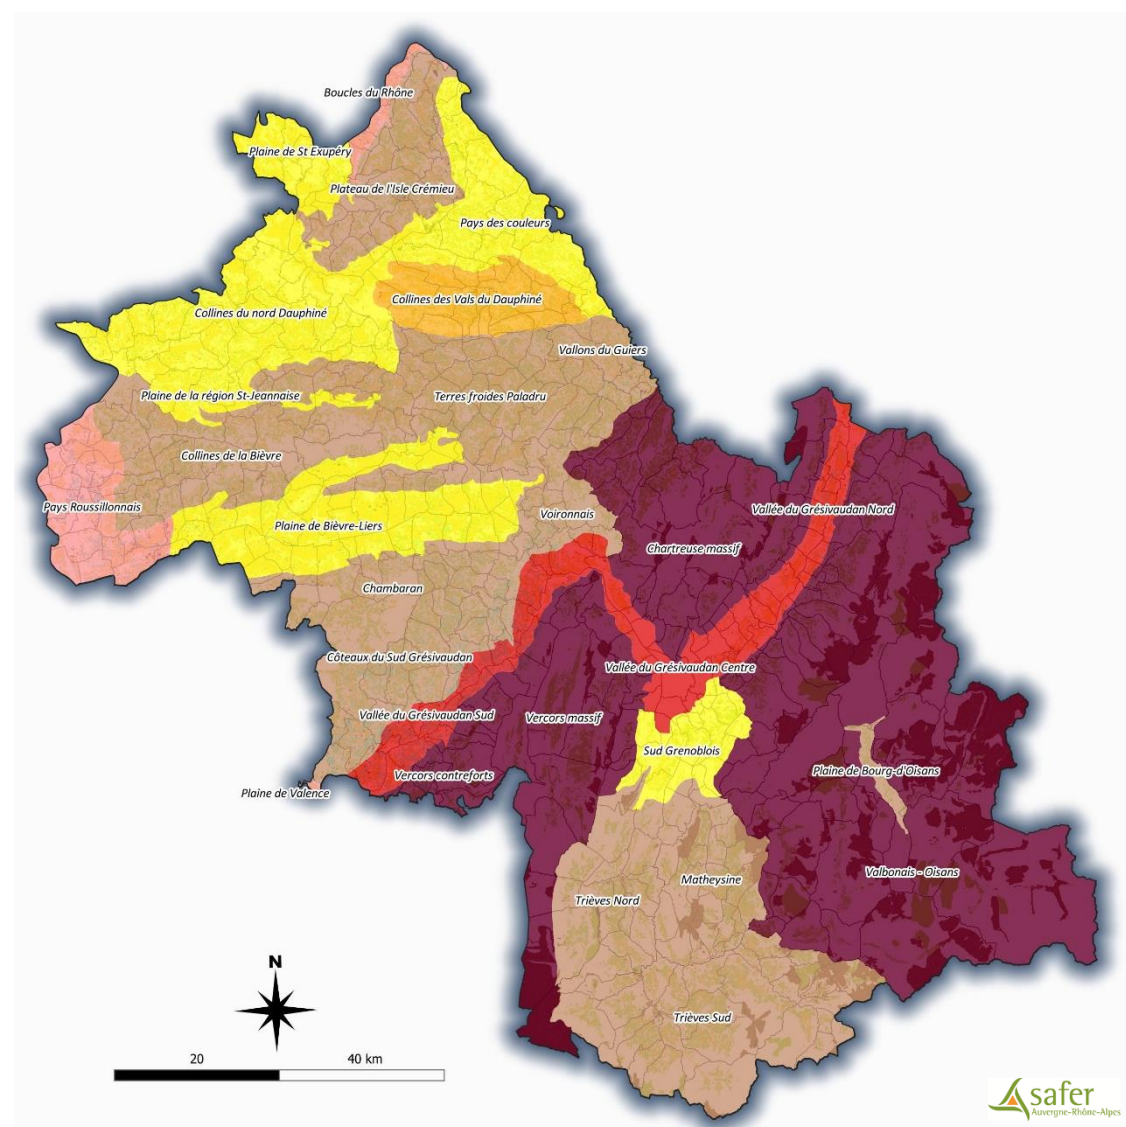 Boucles du Rhône
Plaine de St Exupéry
Plateau de l'Isle Crémieu
Pays des couleurs
Collines des Vals du Dauphiné
Collines du nord Dauphiné
Vallons du Guiers
Plaine de la région St-Jeannaise
Terres froides Paladru
Collines de la Bièvre
Pays Roussillonnais
Vallée du Grésivaudan Nord
Voironnais
Plaine de Bièvre-Liers
Chartreuse massif
Chambaran
Côteaux du Sud Grésivaudan
Vallée du Grésivaudan Centre
Vallée du Grésivaudan Sud
Vercors massif
Sud Grenoblois
Plaine de Bourg-d'Oisans
Vercors contreforts
Plaine de Valence
Valbonais - Oisans
Matheysine
Trièves Nord
N
Trièves Sud
20
40 km
safer
Auvergne-Rhône-Alpes